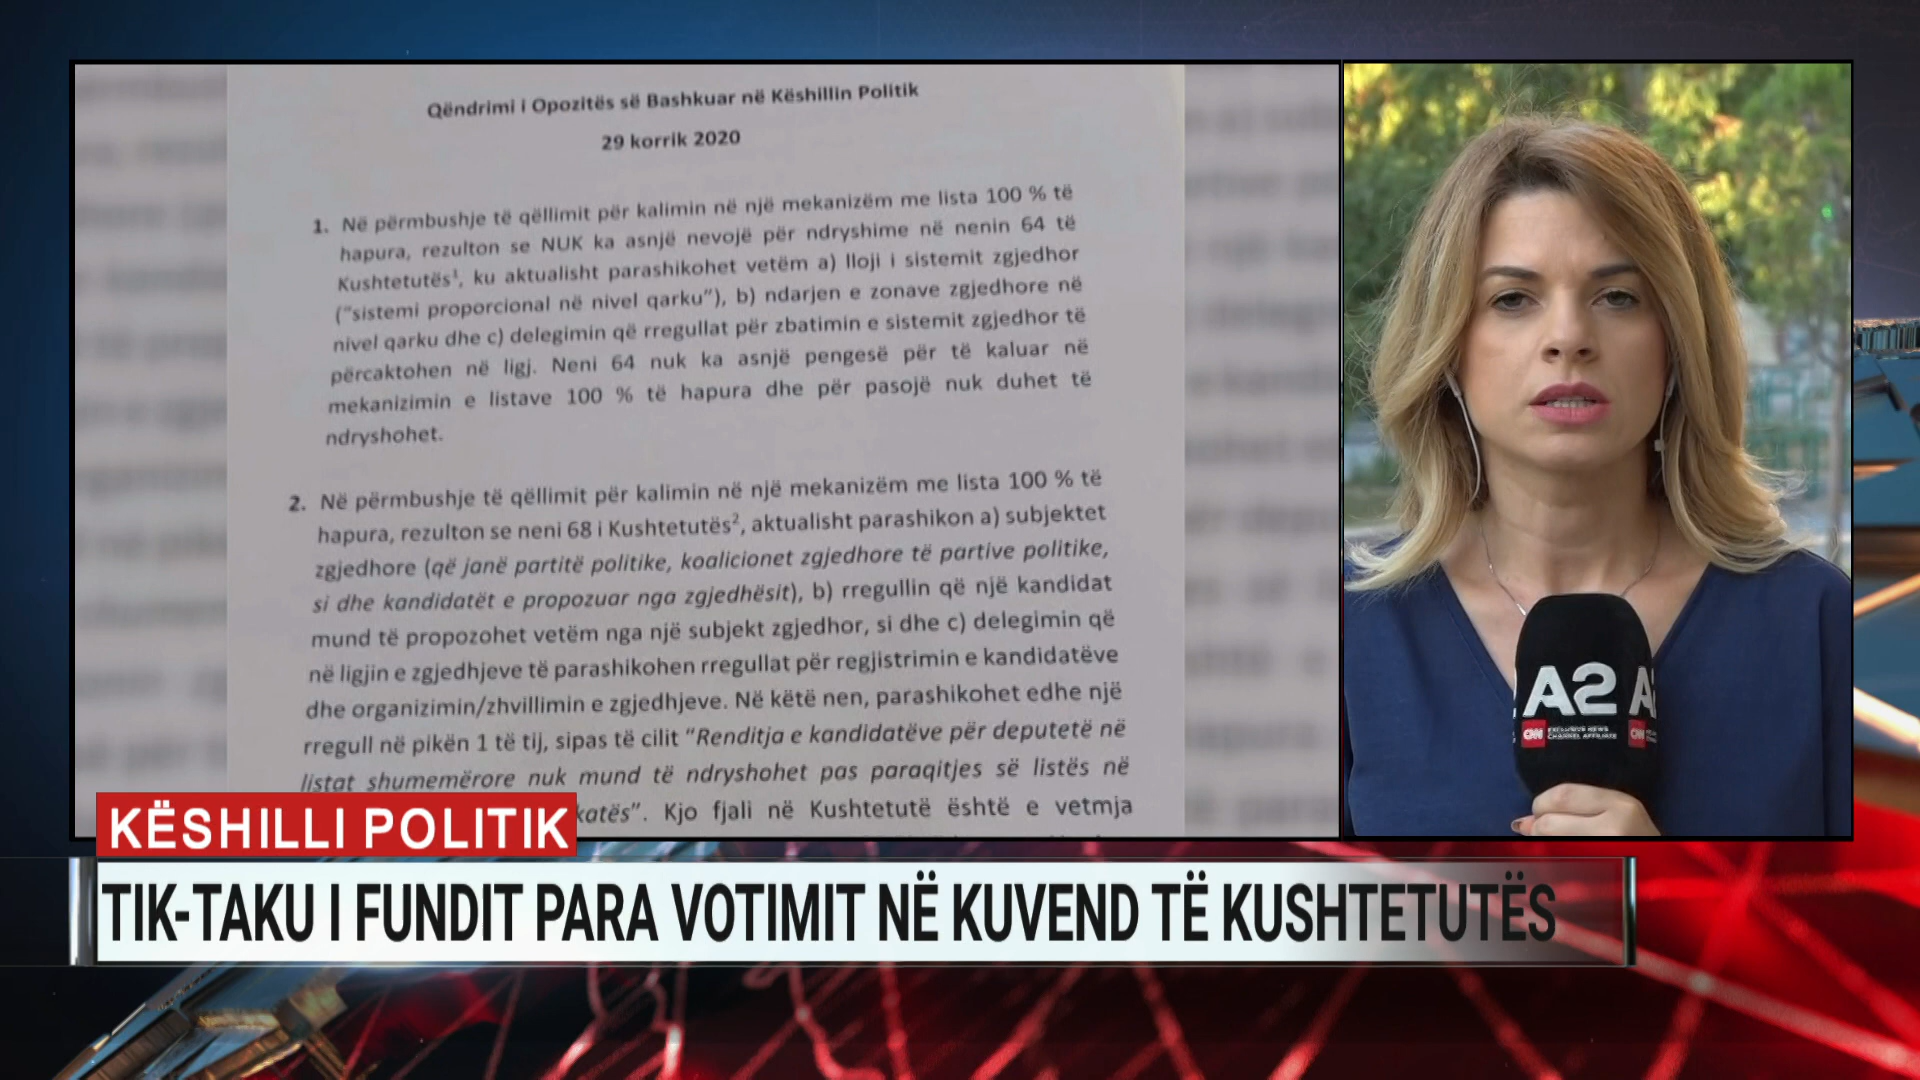 Qëndrimi i Opozitës së Bashkuar në Këshillin Politik
29 korrik 2020
1. Në përmbushje të qëllimit për kalimin në një mekanizëm me lista 100 % të
hapura, rezulton se NUK ka asnjë nevojë për ndryshime në nenin 64 të
Kushtetutës¹, ku aktualisht parashikohet vetëm a) lloji i sistemit zgjedhor
("sistemi proporcional në nivel qarku"), b) ndarjen e zonave zgjedhore në
nivel qarku dhe c) delegimin që rregullat për zbatimin e sistemit zgjedhor të
përcaktohen në ligj. Neni 64 nuk ka asnjë pengesë për të kaluar në
mekanizimin e listave 100 % të hapura dhe për pasojë nuk duhet të
ndryshohet.
2. Në përmbushje të qëllimit për kalimin në një mekanizëm me lista 100 % të
hapura, rezulton se neni 68 i Kushtetutës², aktualisht parashikon a) subjektet
zgjedhore (që janë partitë politike, koalicionet zgjedhore të partive politike,
si dhe kandidatët e propozuar nga zgjedhësit), b) rregullin që një kandidat
mund të propozohet vetëm nga një subjekt zgjedhor, si dhe c) delegimin që
në ligjin e zgjedhjeve të parashikohen rregullat për regjistrimin e kandidatëve
dhe organizimin/zhvillimin e zgjedhjeve. Në këtë nen, parashikohet edhe një
rregull në pikën 1 të tij, sipas të cilit "Renditja e kandidatëve për deputetë në
listat shumemërore nuk mund të ndryshohet pas paraqitjes së listës në
katës". Kjo fjali në Kushtetutë është e vetmja
A2 A
CNN EXCLUSIVE NEWS CHANNEL AFFILIATE CNN
KËSHILLI POLITIK
TIK-TAKU I FUNDIT PARA VOTIMIT NË KUVEND TË KUSHTETUTËS